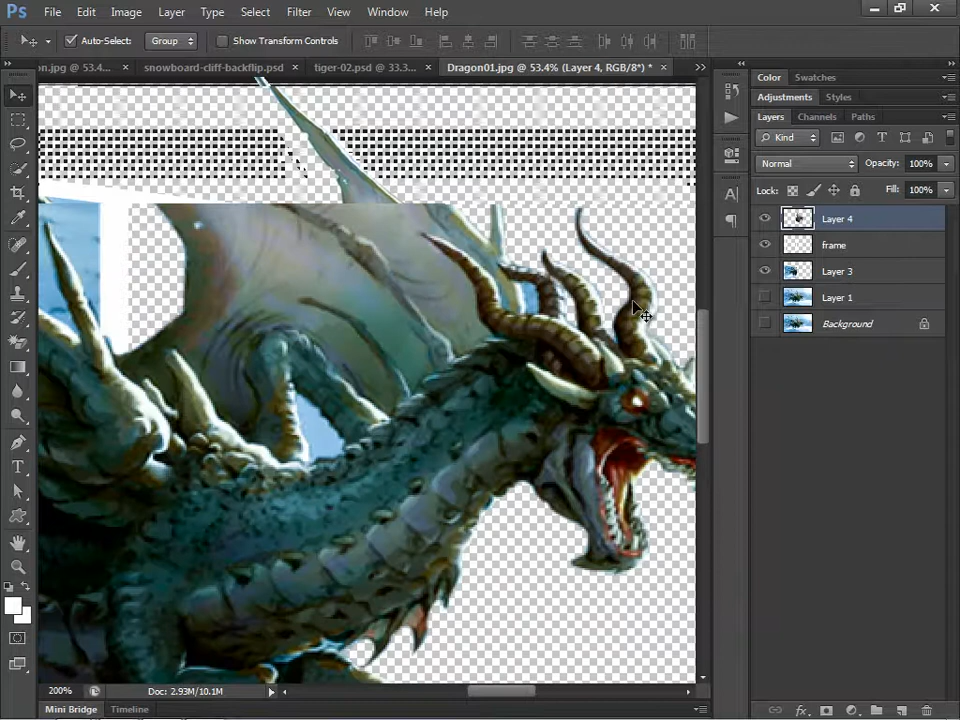 Ps File Edit Image Layer Type Select Filter View Window Help
Auto-Select: Group Show Transform Controls
on.jpg @ 53.4... × snowboard-cliff-backflip.psd × tiger-02.psd @ 33.3... × Dragon01.jpg @ 53.4% (Layer 4, RGB/8*) * ×
Color Swatches
Adjustments Styles
Layers Channels Paths
Kind
Normal Opacity: 100%
Lock: Fill: 100%
Layer 4
frame
Layer 3
Layer 1
Background
200% Doc: 2.93M/10.1M
Mini Bridge Timeline